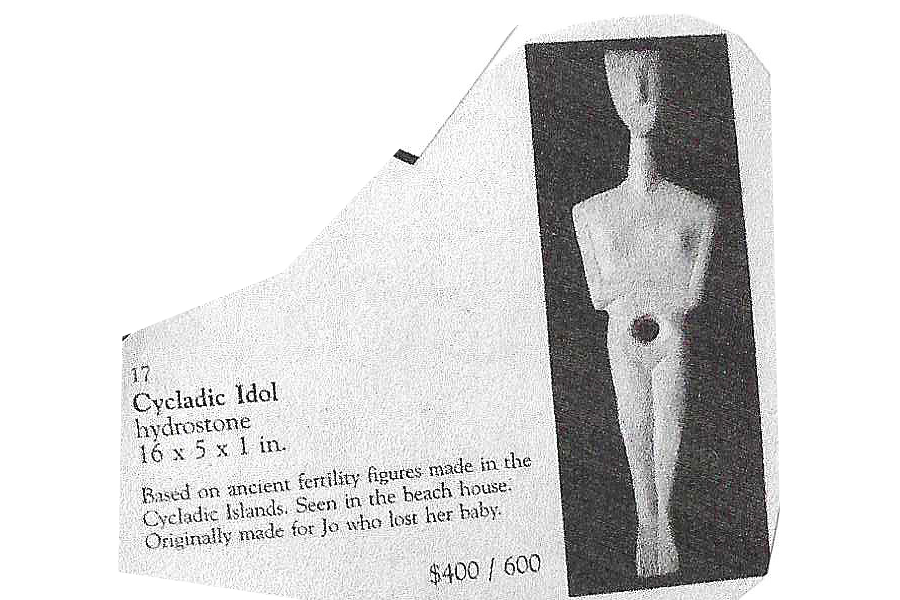 17
Cycladic Idol
hydrostone
16 x 5 x 1 in.
Based on ancient fertility figures made in the
Cycladic Islands. Seen in the beach house.
Originally made for Jo who lost her baby.
$400 / 600